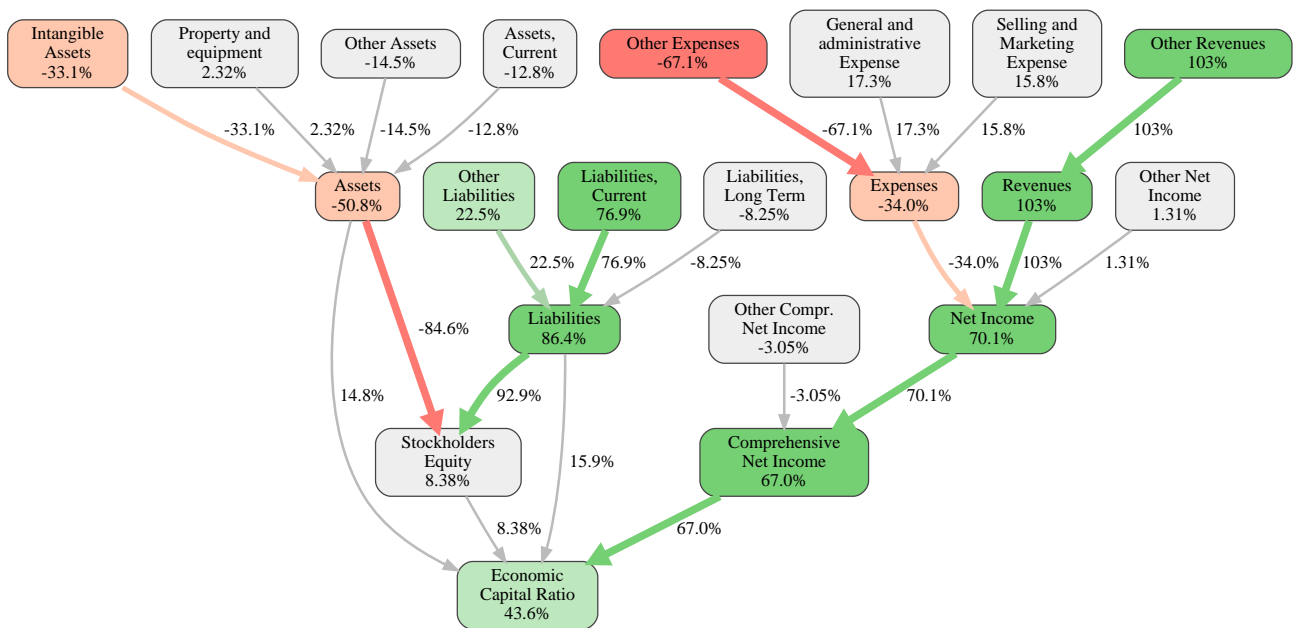 Intangible
Assets
-33.1%
Property and
equipment
2.32%
Other Assets
-14.5%
Assets,
Current
-12.8%
Other Expenses
-67.1%
General and
administrative
Expense
17.3%
Selling and
Marketing
Expense
15.8%
Other Revenues
103%
-33.1%
2.32%
-14.5%
-12.8%
-67.1%
17.3%
15.8%
103%
Assets
-50.8%
Other
Liabilities
22.5%
Liabilities,
Current
76.9%
Liabilities,
Long Term
-8.25%
Expenses
-34.0%
Revenues
103%
Other Net
Income
1.31%
22.5%
76.9%
-8.25%
-34.0%
103%
1.31%
-84.6%
Liabilities
86.4%
Other Compr.
Net Income
-3.05%
Net Income
70.1%
14.8%
92.9%
-3.05%
70.1%
Stockholders
Equity
8.38%
15.9%
Comprehensive
Net Income
67.0%
8.38%
67.0%
Economic
Capital Ratio
43.6%